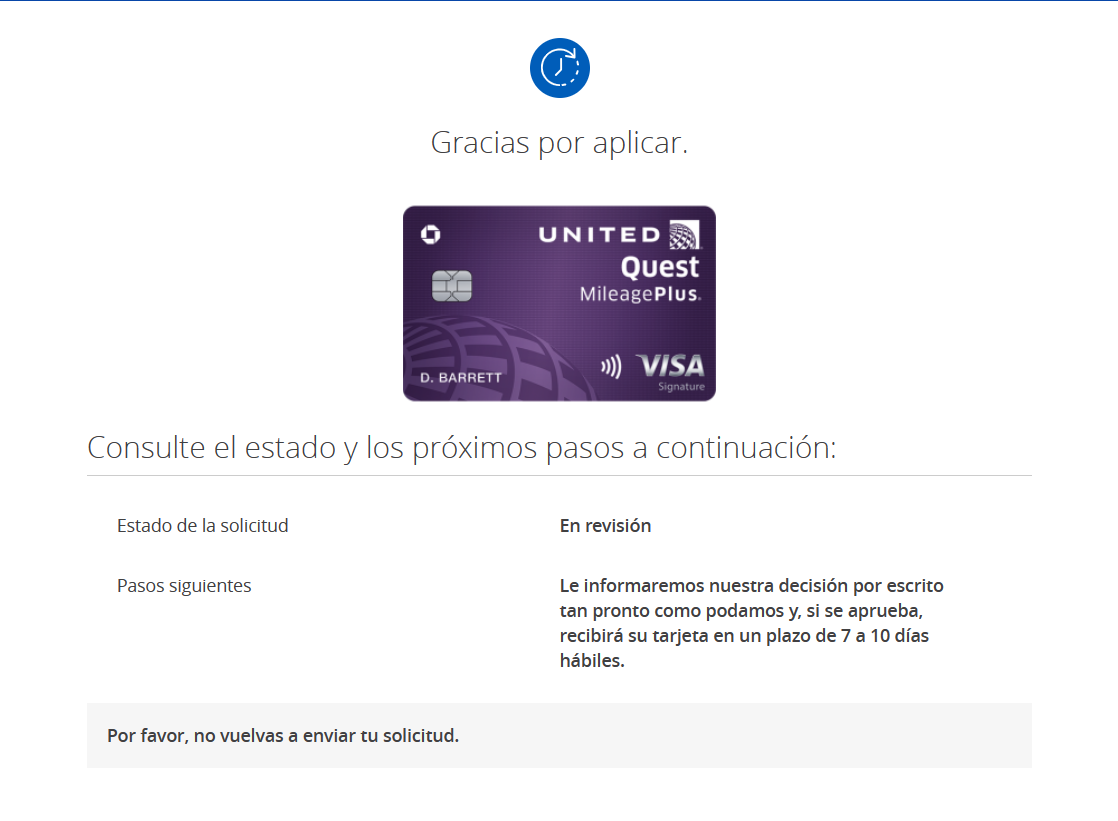 Gracias por aplicar.
UNITED
Quest
MileagePlus.
VISA
Signature
D. BARRETT
Consulte el estado y los próximos pasos a continuación:
Estado de la solicitud
En revisión
Pasos siguientes
Le informaremos nuestra decisión por escrito
tan pronto como podamos y, si se aprueba,
recibirá su tarjeta en un plazo de 7 a 10 días
hábiles.
Por favor, no vuelvas a enviar tu solicitud.